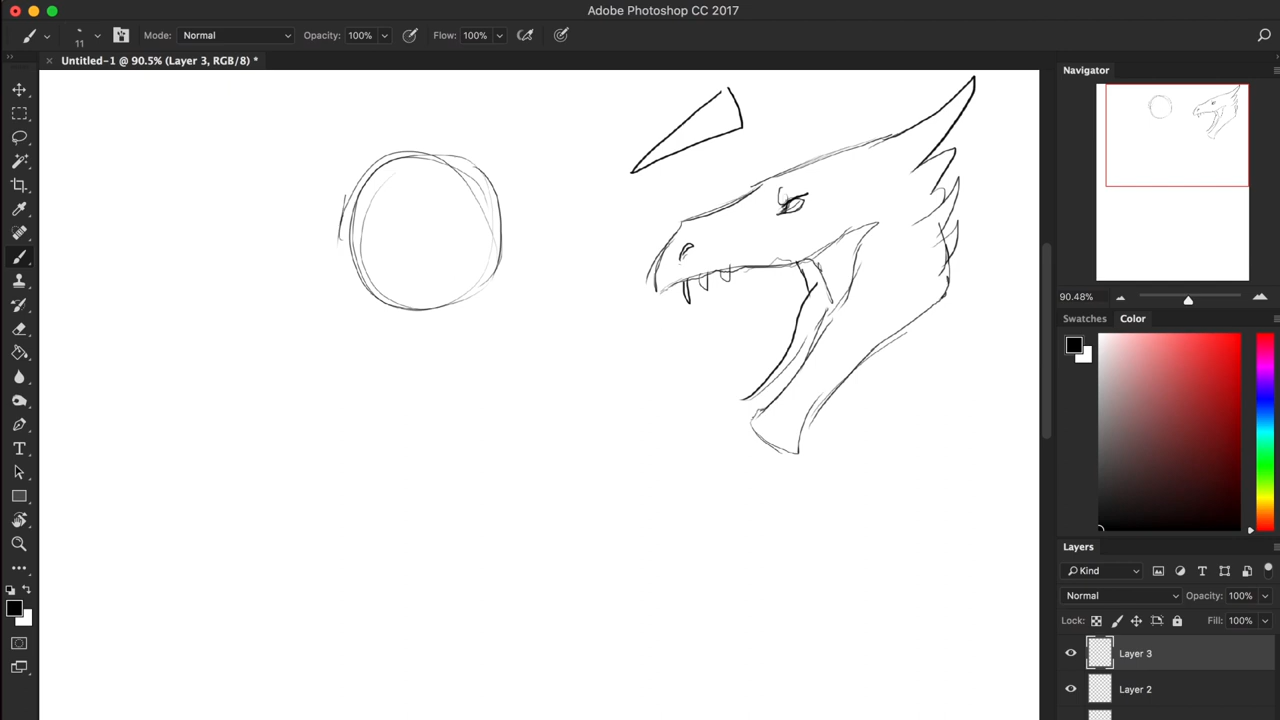 Adobe Photoshop CC 2017
11
Mode: Normal
Opacity: 100%
Flow: 100%
Untitled-1 @ 90.5% (Layer 3, RGB/8) *
Navigator
90.48%
Swatches
Color
Layers
Kind
Normal
Opacity: 100%
Lock:
Fill: 100%
Layer 3
Layer 2